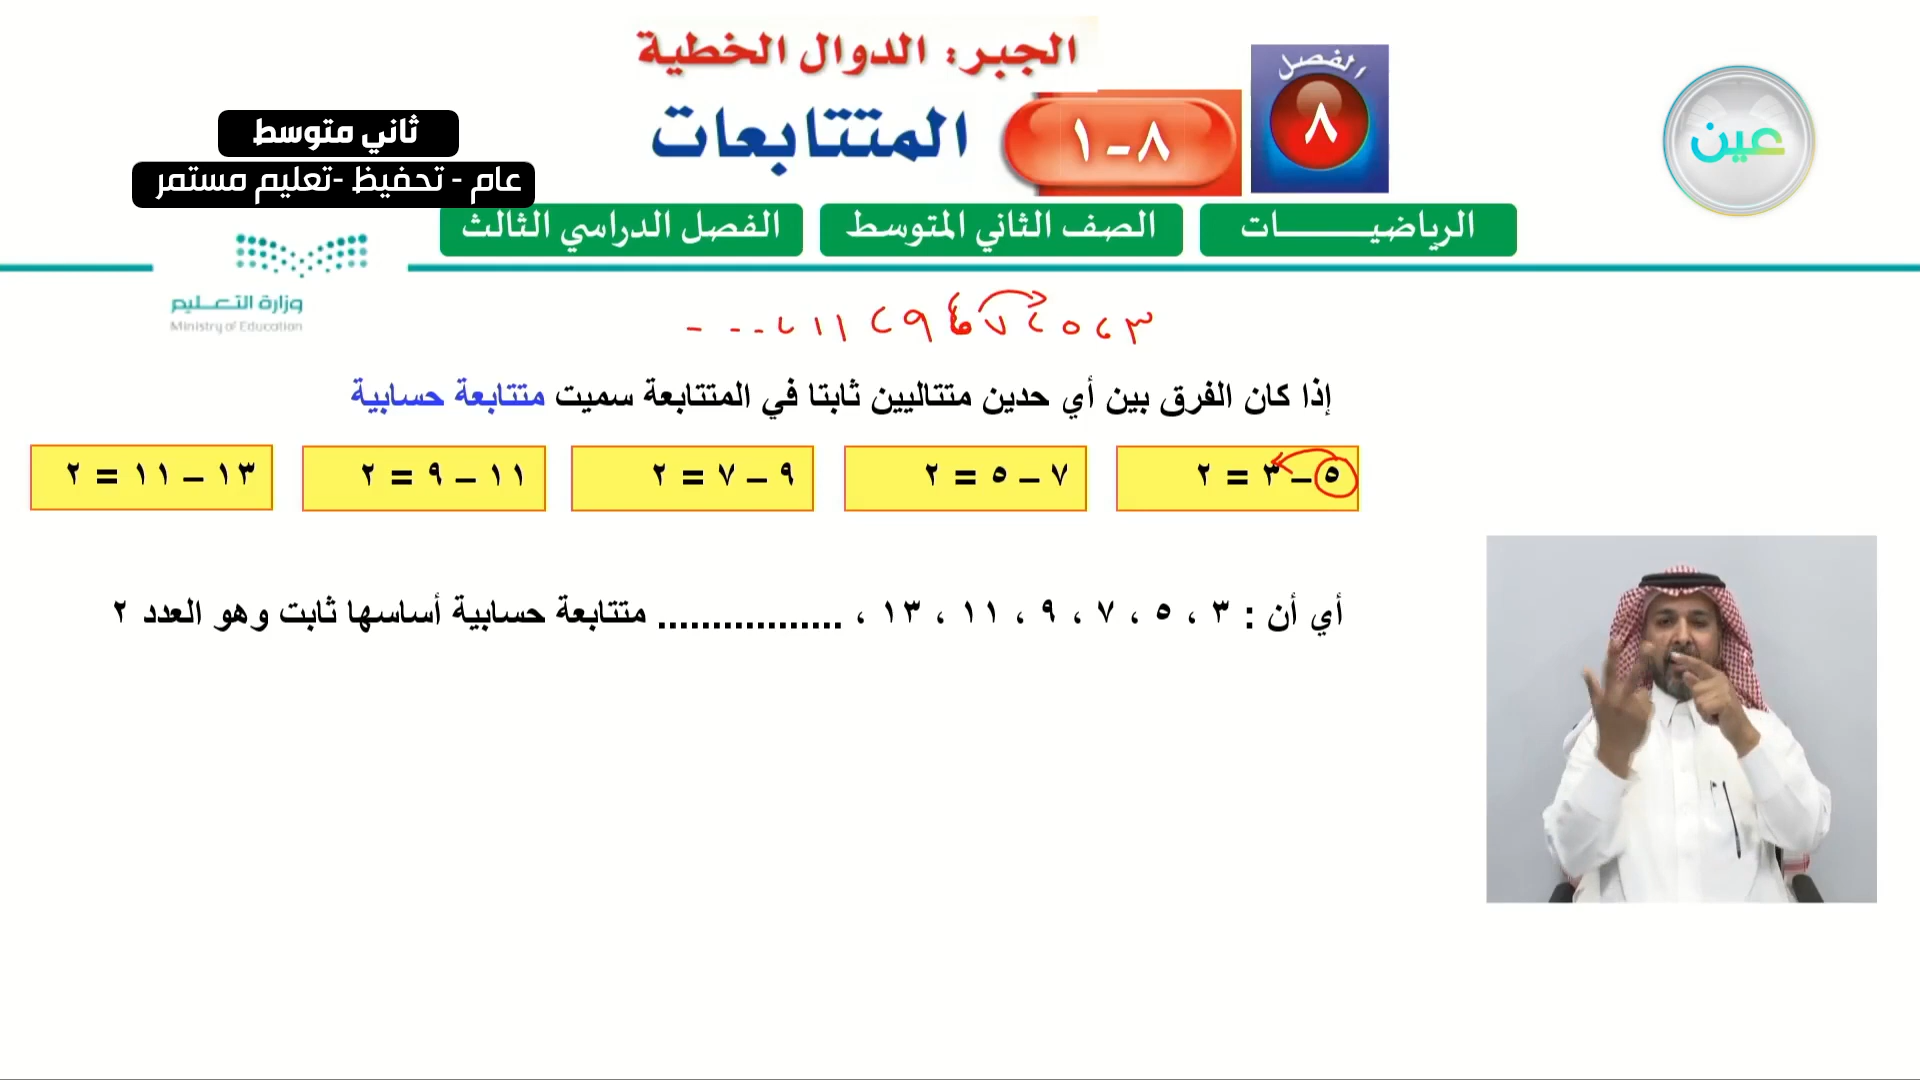 الجبر: الدوال الخطية
الفصل
٨
٨-١
المتتابعات
عين
ثاني متوسط
عام - تحفيظ -تعليم مستمر
الرياضيــــــــات
الصف الثاني المتوسط
الفصل الدراسي الثالث
وزارة التعـــليم
Ministry of Education
٣ ، ٥ ، ٧ ، ٩ ، ١١ ، ....
إذا كان الفرق بين أي حدين متتاليين ثابتا في المتتابعة سميت متتابعة حسابية
٥ – ٣ = ٢
٧ – ٥ = ٢
٩ – ٧ = ٢
١١ – ٩ = ٢
١٣ – ١١ = ٢
أي أن : ٣ ، ٥ ، ٧ ، ٩ ، ١١ ، ١٣ ، ................. متتابعة حسابية أساسها ثابت وهو العدد ٢